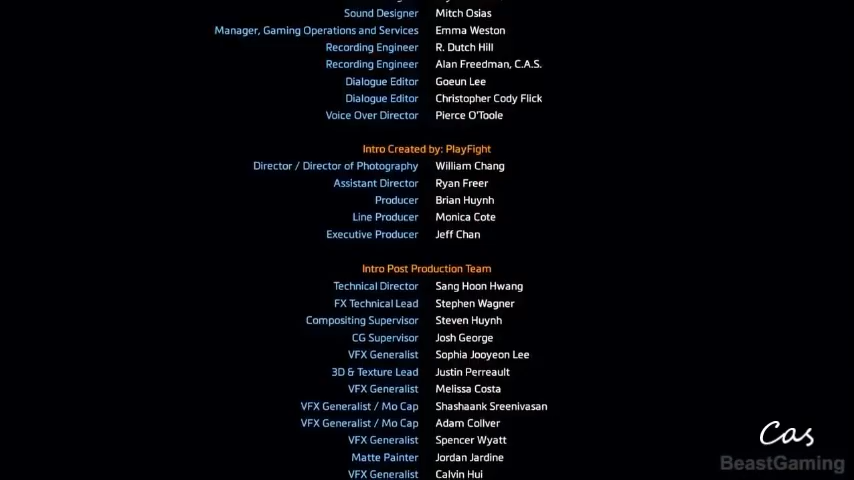 Sound Designer Mitch Osias
Manager, Gaming Operations and Services Emma Weston
Recording Engineer R. Dutch Hill
Recording Engineer Alan Freedman, C.A.S.
Dialogue Editor Goeun Lee
Dialogue Editor Christopher Cody Flick
Voice Over Director Pierce O'Toole
Intro Created by: PlayFight
Director / Director of Photography William Chang
Assistant Director Ryan Freer
Producer Brian Huynh
Line Producer Monica Cote
Executive Producer Jeff Chan
Intro Post Production Team
Technical Director Sang Hoon Hwang
FX Technical Lead Stephen Wagner
Compositing Supervisor Steven Huynh
CG Supervisor Josh George
VFX Generalist Sophia Jooyeon Lee
3D & Texture Lead Justin Perreault
VFX Generalist Melissa Costa
VFX Generalist / Mo Cap Shashaank Sreenivasan
VFX Generalist / Mo Cap Adam Collver
VFX Generalist Spencer Wyatt
Matte Painter Jordan Jardine
VFX Generalist Calvin Hui
Cas
BeastGaming